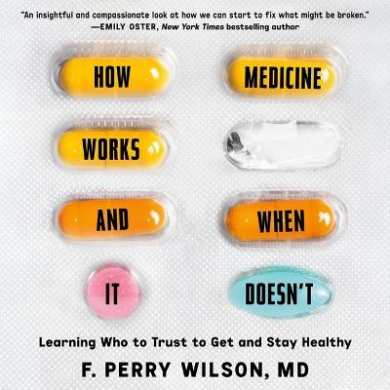 "An insightful and compassionate look at how we can start to fix what might be broken."
—EMILY OSTER, New York Times bestselling author
HOW MEDICINE
WORKS
AND WHEN
IT DOESN'T
Learning Who to Trust to Get and Stay Healthy
F. PERRY WILSON, MD